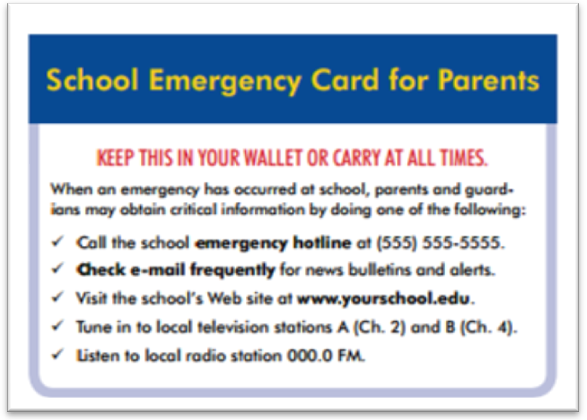 School Emergency Card for Parents
KEEP THIS IN YOUR WALLET OR CARRY AT ALL TIMES.
When an emergency has occurred at school, parents and guard-
ians may obtain critical information by doing one of the following:
✓ Call the school emergency hotline at (555) 555-5555.
✓ Check e-mail frequently for news bulletins and alerts.
✓ Visit the school's Web site at www.yourschool.edu.
✓ Tune in to local television stations A (Ch. 2) and B (Ch. 4).
✓ Listen to local radio station 000.0 FM.